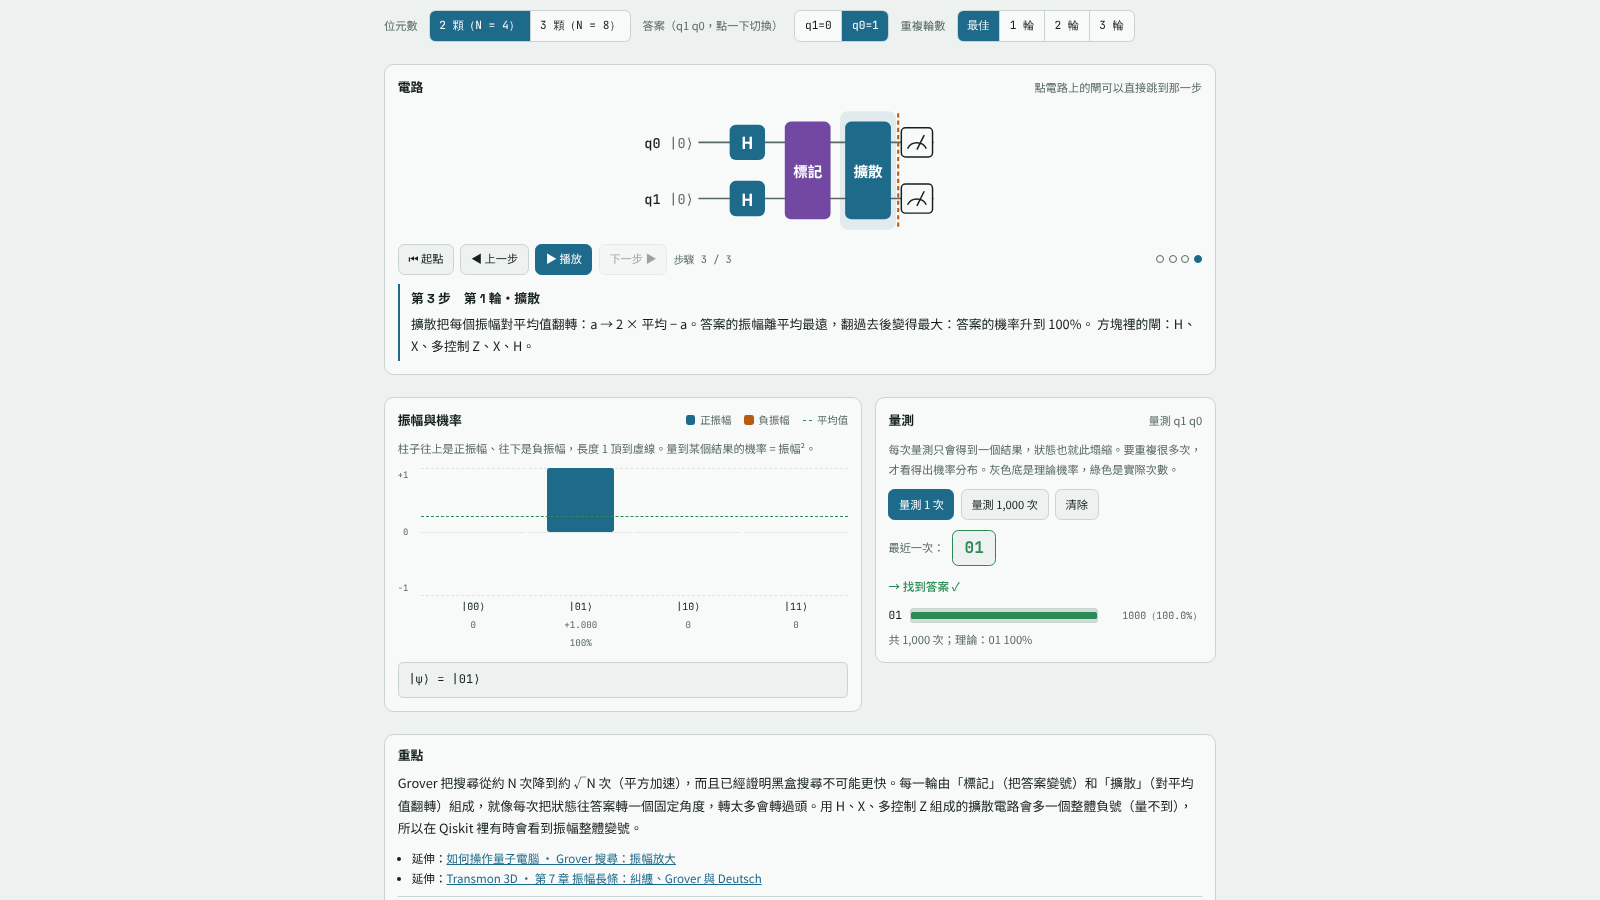 位元數 2 顆 (N = 4) 3 顆 (N = 8) 答案（q1 q0，點一下切換） q1=0 q0=1 重複輪數 最佳 1 輪 2 輪 3 輪
電路 點電路上的閘可以直接跳到那一步
q0 |0⟩ H
標記 擴散
q1 |0⟩ H
⏮ 起點 ◀ 上一步 ▶ 播放 下一步 ▶ 步驟 3 / 3
第 3 步　第 1 輪・擴散
擴散把每個振幅對平均值翻轉：a → 2 × 平均 − a。答案的振幅離平均最遠，翻過去後變得最大：答案的機率升到 100%。 方塊裡的閘：H、
X、多控制 Z、X、H。
振幅與機率 正振幅 負振幅 平均值
柱子往上是正振幅、往下是負振幅，長度 1 頂到虛線。量到某個結果的機率 = 振幅²。
+1
0
-1
|00⟩ |01⟩ |10⟩ |11⟩
0 +1.000 0 0
100%
|ψ⟩ = |01⟩
量測 量測 q1 q0
每次量測只會得到一個結果，狀態也就此塌縮。要重複很多次，
才看得出機率分布。灰色底是理論機率，綠色是實際次數。
量測 1 次 量測 1,000 次 清除
最近一次： 01
→ 找到答案 ✓
01 1000 (100.0%)
共 1,000 次；理論：01 100%
重點
Grover 把搜尋從約 N 次降到約 √N 次（平方加速），而且已經證明黑盒搜尋不可能更快。每一輪由「標記」（把答案變號）和「擴散」（對平均
值翻轉）組成，就像每次把狀態往答案轉一個固定角度，轉太多會轉過頭。用 H、X、多控制 Z 組成的擴散電路會多一個整體負號（量不到），
所以在 Qiskit 裡有時會看到振幅整體變號。
• 延伸：如何操作量子電腦 · Grover 搜尋：振幅放大
• 延伸：Transmon 3D · 第 7 章 振幅長條：糾纏、Grover 與 Deutsch